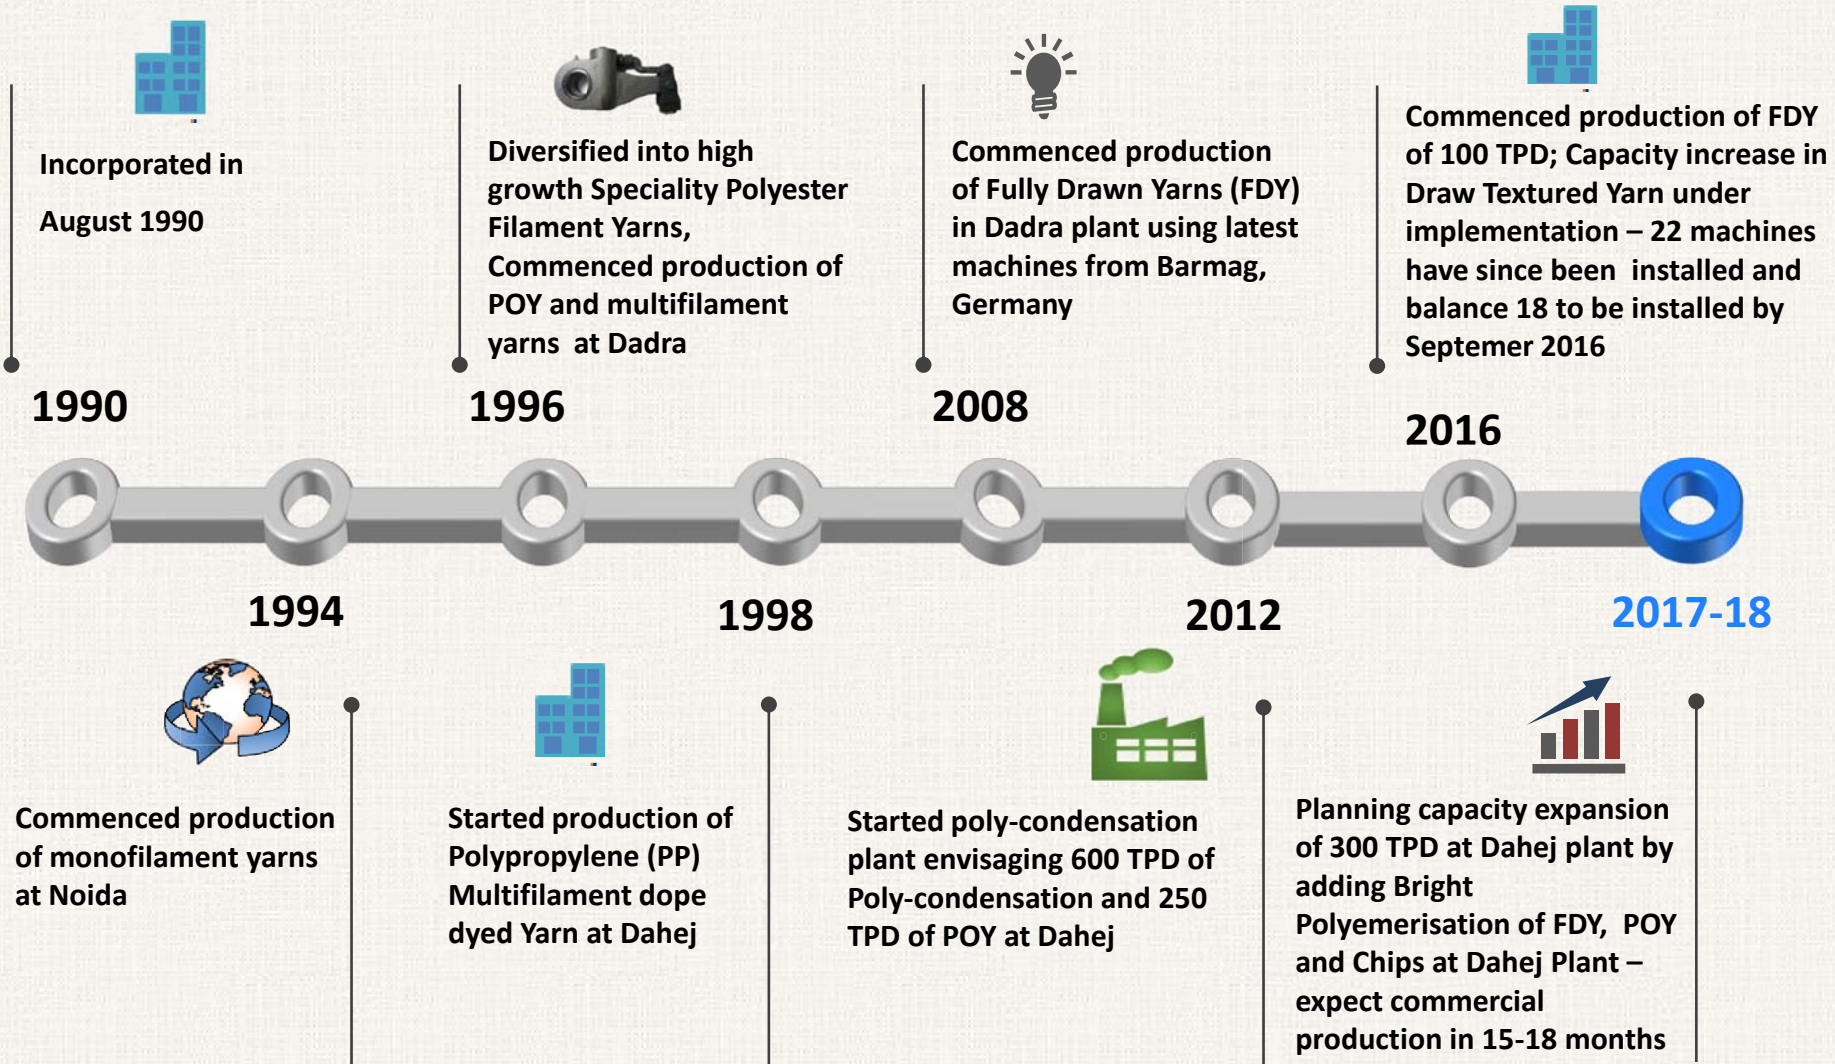 Incorporated in
August 1990
1990
Diversified into high
growth Speciality Polyester
Filament Yarns,
Commenced production of
POY and multifilament
yarns at Dadra
1996
Commenced production
of Fully Drawn Yarns (FDY)
in Dadra plant using latest
machines from Barmag,
Germany
2008
Commenced production of FDY
of 100 TPD; Capacity increase in
Draw Textured Yarn under
implementation – 22 machines
have since been installed and
balance 18 to be installed by
Septemer 2016
2016
1994
Commenced production
of monofilament yarns
at Noida
1998
Started production of
Polypropylene (PP)
Multifilament dope
dyed Yarn at Dahej
2012
Started poly-condensation
plant envisaging 600 TPD of
Poly-condensation and 250
TPD of POY at Dahej
2017-18
Planning capacity expansion
of 300 TPD at Dahej plant by
adding Bright
Polyemerisation of FDY, POY
and Chips at Dahej Plant –
expect commercial
production in 15-18 months